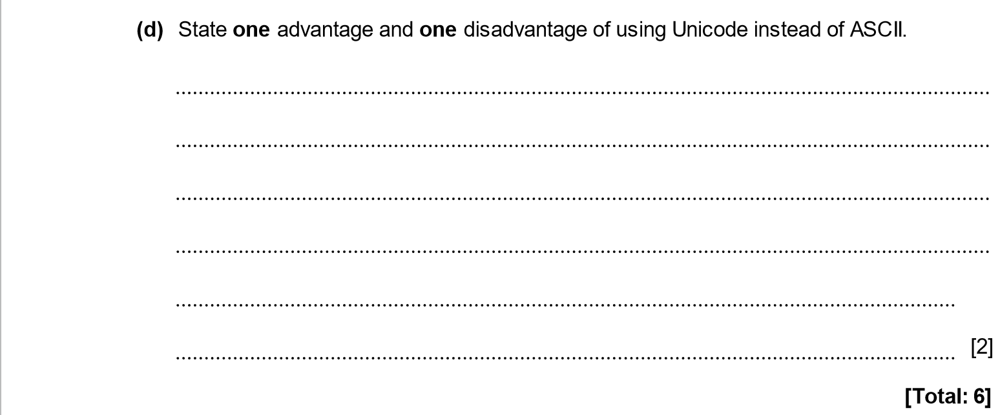 (d) State one advantage and one disadvantage of using Unicode instead of ASCII.
[2]
[Total: 6]